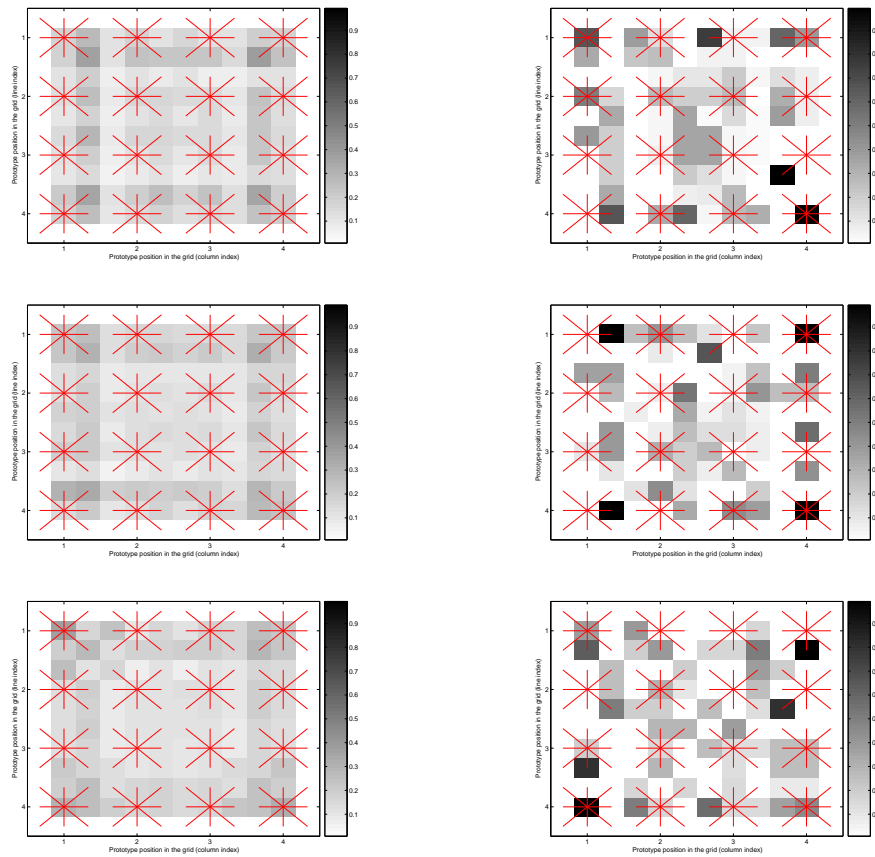 Prototype position in the grid (line index)
1
2
3
4
1 2 3 4
Prototype position in the grid (column index)
0.9
0.8
0.7
0.6
0.5
0.4
0.3
0.2
0.1
Prototype position in the grid (line index)
1
2
3
4
1 2 3 4
Prototype position in the grid (column index)
Prototype position in the grid (line index)
1
2
3
4
1 2 3 4
Prototype position in the grid (column index)
0.9
0.8
0.7
0.6
0.5
0.4
0.3
0.2
0.1
Prototype position in the grid (line index)
1
2
3
4
1 2 3 4
Prototype position in the grid (column index)
Prototype position in the grid (line index)
1
2
3
4
1 2 3 4
Prototype position in the grid (column index)
0.9
0.8
0.7
0.6
0.5
0.4
0.3
0.2
0.1
Prototype position in the grid (line index)
1
2
3
4
1 2 3 4
Prototype position in the grid (column index)